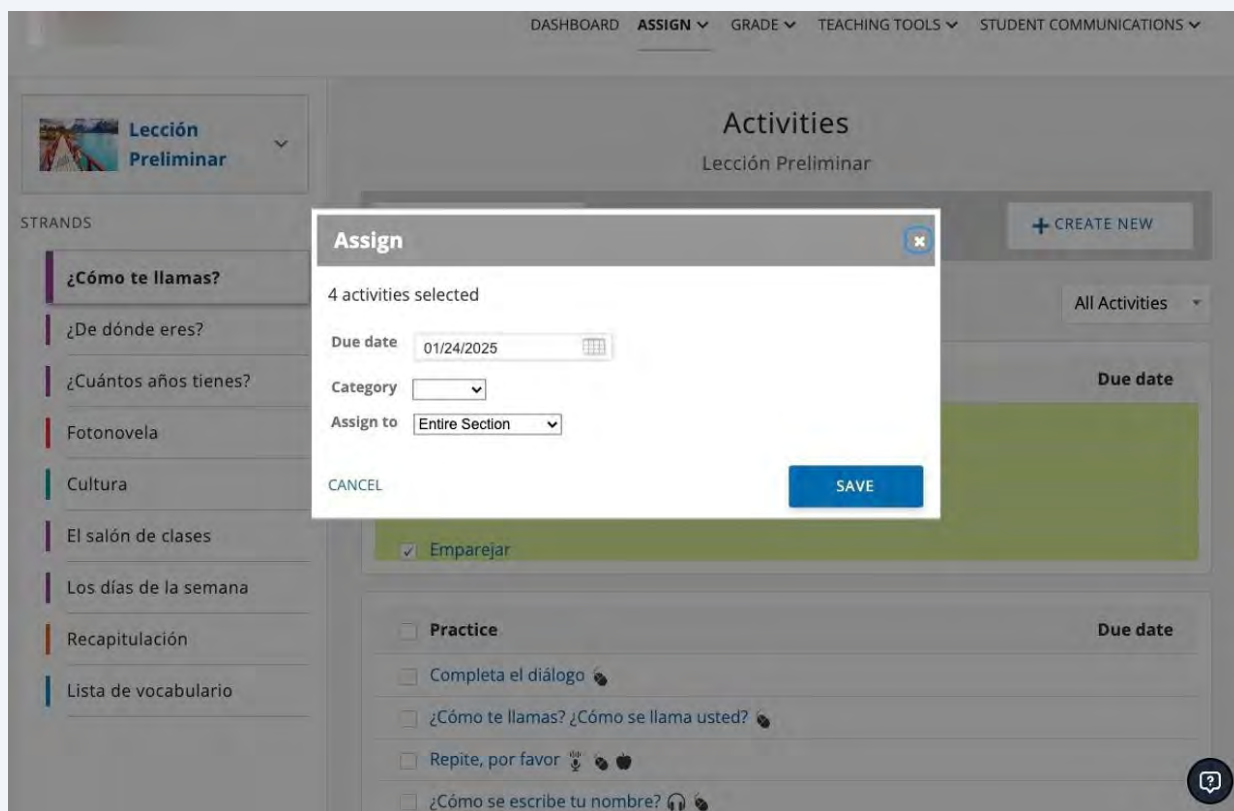 DASHBOARD ASSIGN GRADE TEACHING TOOLS STUDENT COMMUNICATIONS
Lección
Preliminar
STRANDS
¿Cómo te llamas?
¿De dónde eres?
¿Cuántos años tienes?
Fotonovela
Cultura
El salón de clases
Los días de la semana
Recapitulación
Lista de vocabulario
Activities
Lección Preliminar
+ CREATE NEW
All Activities
Due date
Assign
4 activities selected
Due date 01/24/2025
Category
Assign to Entire Section
CANCEL SAVE
Emparejar
Practice Due date
Completa el diálogo
¿Cómo te llamas? ¿Cómo se llama usted?
Repite, por favor
¿Cómo se escribe tu nombre?